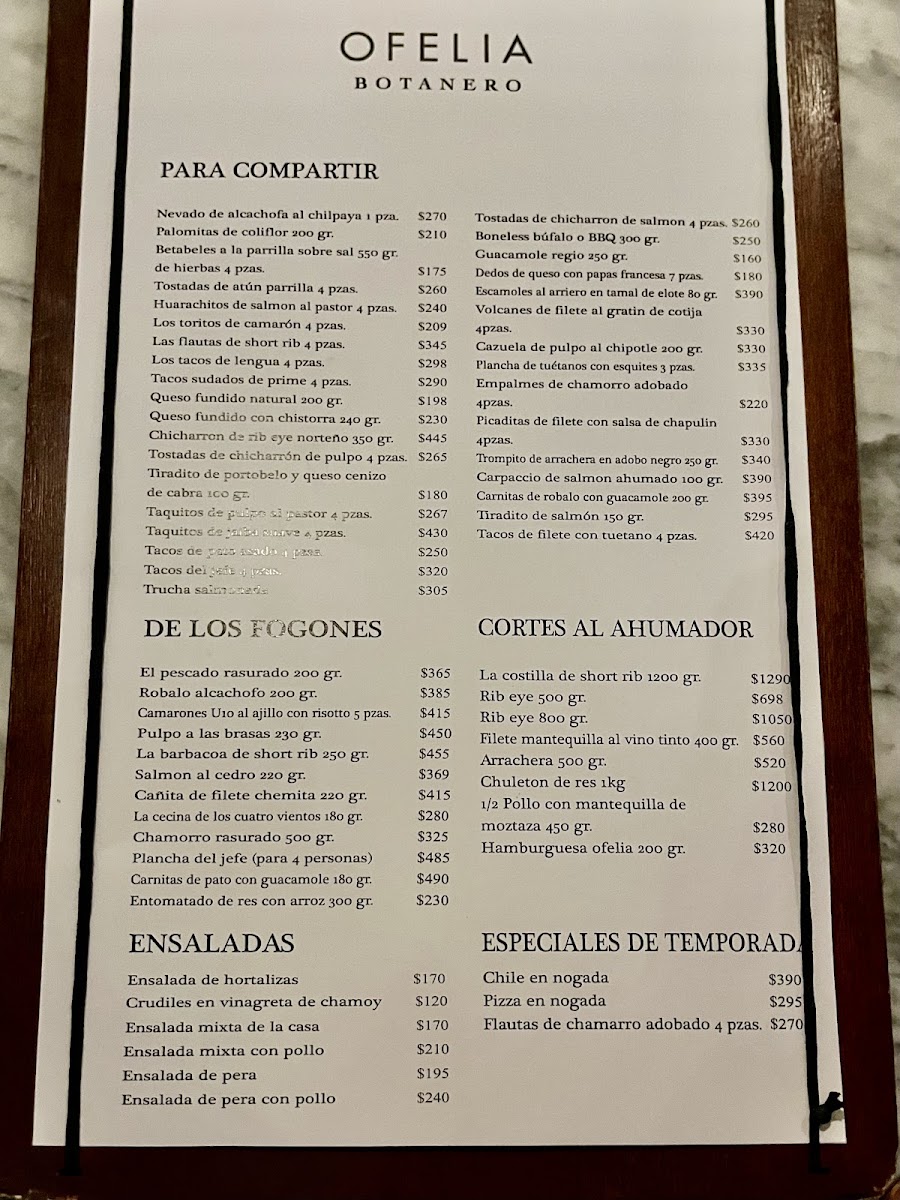 OFELIA
BOTANERO
PARA COMPARTIR
Nevado de alcachofa al chilpaya 1 pza. $270
Palomitas de coliflor 200 gr. $210
Betabeles a la parrilla sobre sal 550 gr.
de hierbas 4 pzas. $175
Tostadas de atún parrilla 4 pzas. $260
Huarachitos de salmon al pastor 4 pzas. $240
Los toritos de camarón 4 pzas. $209
Las flautas de short rib 4 pzas. $345
Los tacos de lengua 4 pzas. $298
Tacos sudados de prime 4 pzas. $290
Queso fundido natural 200 gr. $198
Queso fundido con chistorra 240 gr. $230
Chicharron de rib eye norteño 350 gr. $445
Tostadas de chicharrón de pulpo 4 pzas. $265
Tiradito de portobelo y queso cenizo
de cabra 100 gr. $180
Taquitos de pulpo al pastor 4 pzas. $267
Taquitos de jaiba suave 4 pzas. $430
Tacos de pato asado 4 pzas. $250
Tacos del jefe 4 pzas. $320
Trucha salmonada $305
Tostadas de chicharron de salmon 4 pzas. $260
Boneless búfalo o BBQ 300 gr. $250
Guacamole regio 250 gr. $160
Dedos de queso con papas francesa 7 pzas. $180
Escamoles al arriero en tamal de elote 80 gr. $390
Volcanes de filete al gratin de cotija
4pzas. $330
Cazuela de pulpo al chipotle 200 gr. $330
Plancha de tuétanos con esquites 3 pzas. $335
Empalmes de chamorro adobado
4pzas. $220
Picaditas de filete con salsa de chapulin
4pzas. $330
Trompito de arrachera en adobo negro 250 gr. $340
Carpaccio de salmon ahumado 100 gr. $390
Carnitas de robalo con guacamole 200 gr. $395
Tiradito de salmón 150 gr. $295
Tacos de filete con tuetano 4 pzas. $420
DE LOS FOGONES
El pescado rasurado 200 gr. $365
Robalo alcachofo 200 gr. $385
Camarones U10 al ajillo con risotto 5 pzas. $415
Pulpo a las brasas 230 gr. $450
La barbacoa de short rib 250 gr. $455
Salmon al cedro 220 gr. $369
Cañita de filete chemita 220 gr. $415
La cecina de los cuatro vientos 180 gr. $280
Chamorro rasurado 500 gr. $325
Plancha del jefe (para 4 personas) $485
Carnitas de pato con guacamole 180 gr. $490
Entomatado de res con arroz 300 gr. $230
CORTES AL AHUMADOR
La costilla de short rib 1200 gr. $1290
Rib eye 500 gr. $698
Rib eye 800 gr. $1050
Filete mantequilla al vino tinto 400 gr. $560
Arrachera 500 gr. $520
Chuleton de res 1kg $1200
1/2 Pollo con mantequilla de
moztaza 450 gr. $280
Hamburguesa ofelia 200 gr. $320
ENSALADAS
Ensalada de hortalizas $170
Crudiles en vinagreta de chamoy $120
Ensalada mixta de la casa $170
Ensalada mixta con pollo $210
Ensalada de pera $195
Ensalada de pera con pollo $240
ESPECIALES DE TEMPORADA
Chile en nogada $390
Pizza en nogada $295
Flautas de chamarro adobado 4 pzas. $270